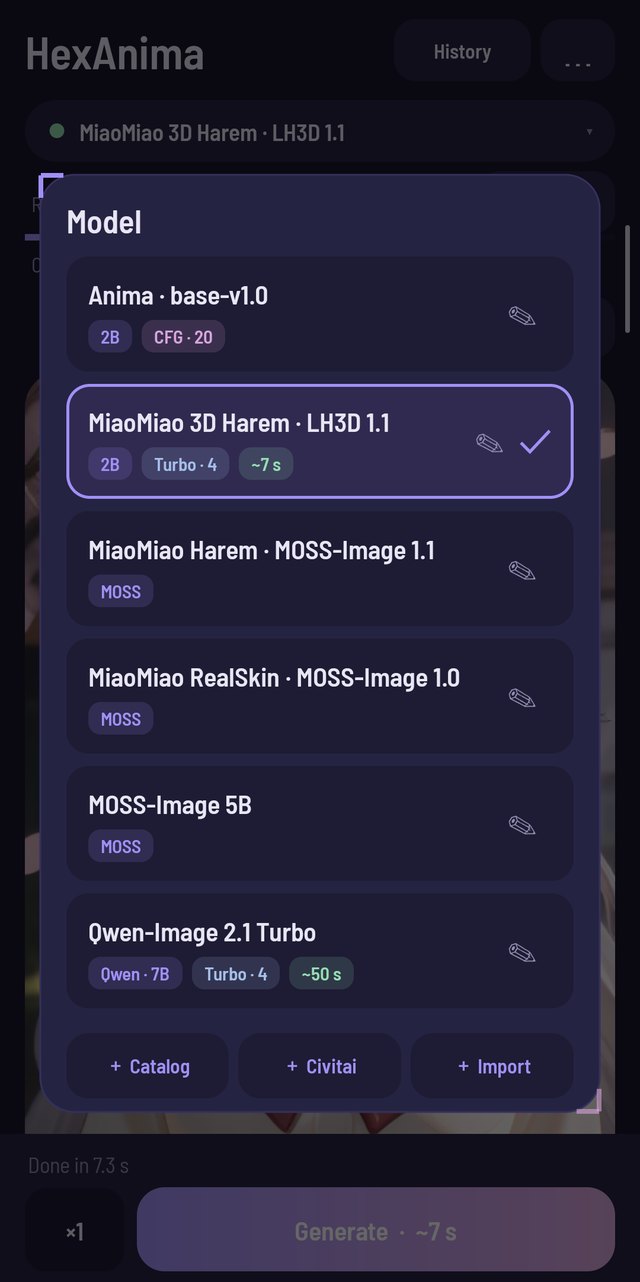 HexAnima
History
...
MiaoMiao 3D Harem · LH3D 1.1
Model
Anima · base-v1.0
2B
CFG · 20
MiaoMiao 3D Harem · LH3D 1.1
2B
Turbo · 4
~7 s
MiaoMiao Harem · MOSS-Image 1.1
MOSS
MiaoMiao RealSkin · MOSS-Image 1.0
MOSS
MOSS-Image 5B
MOSS
Qwen-Image 2.1 Turbo
Qwen · 7B
Turbo · 4
~50 s
+ Catalog
+ Civitai
+ Import
Done in 7.3 s
×1
Generate · ~7 s